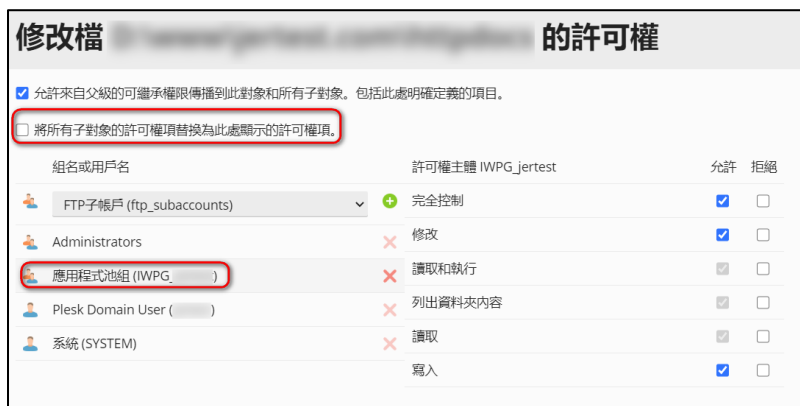 修改檔 的許可權
允許來自父級的可繼承權限傳播到此對象和所有子對象。包括此處明確定義的項目。
將所有子對象的許可權項替換為此處顯示的許可權項。
組名或用戶名
FTP子帳戶 (ftp_subaccounts)
Administrators
應用程式池組 (IWPG_ )
Plesk Domain User ( )
系統 (SYSTEM)
許可權主體 IWPG_jertest 允許 拒絕
完全控制
修改
讀取和執行
列出資料夾內容
讀取
寫入